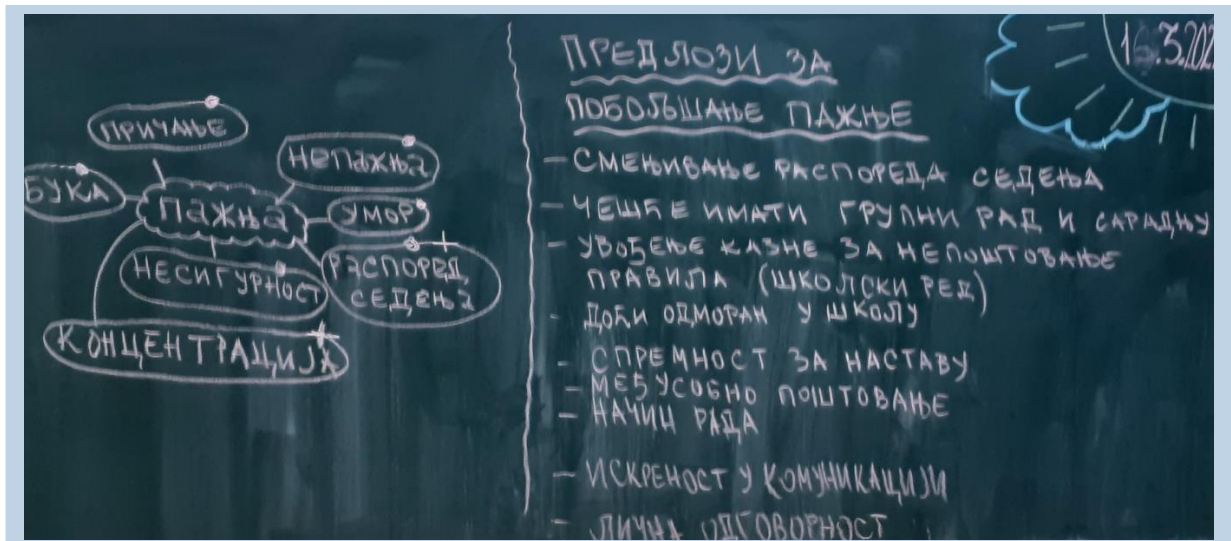 ПРИЧАЊЕ
НЕПАЖЊА
БУКА
ПАЖЊА
УМОР
НЕСИГУРНОСТ
РАСПОРЕД
СЕДЕЊА
КОНЦЕНТРАЦИЈА
ПРЕДЛОЗИ ЗА
ПОБОЉШАЊЕ ПАЖЊЕ
- СМЕЊИВАЊЕ РАСПОРЕДА СЕДЕЊА
- ЧЕШЋЕ ИМАТИ ГРУПНИ РАД И САРАДЊУ
- УВОЂЕЊЕ КАЗНЕ ЗА НЕПОШТОВАЊЕ
ПРАВИЛА (ШКОЛСКИ РЕД)
- ДОЋИ ОДМОРАН У ШКОЛУ
- СПРЕМНОСТ ЗА НАСТАВУ
- МЕЂУСОБНО ПОШТОВАЊЕ
- НАЧИН РАДА
- ИСКРЕНОСТ У КОМУНИКАЦИЈИ
- ЛИЧНА ОДГОВОРНОСТ